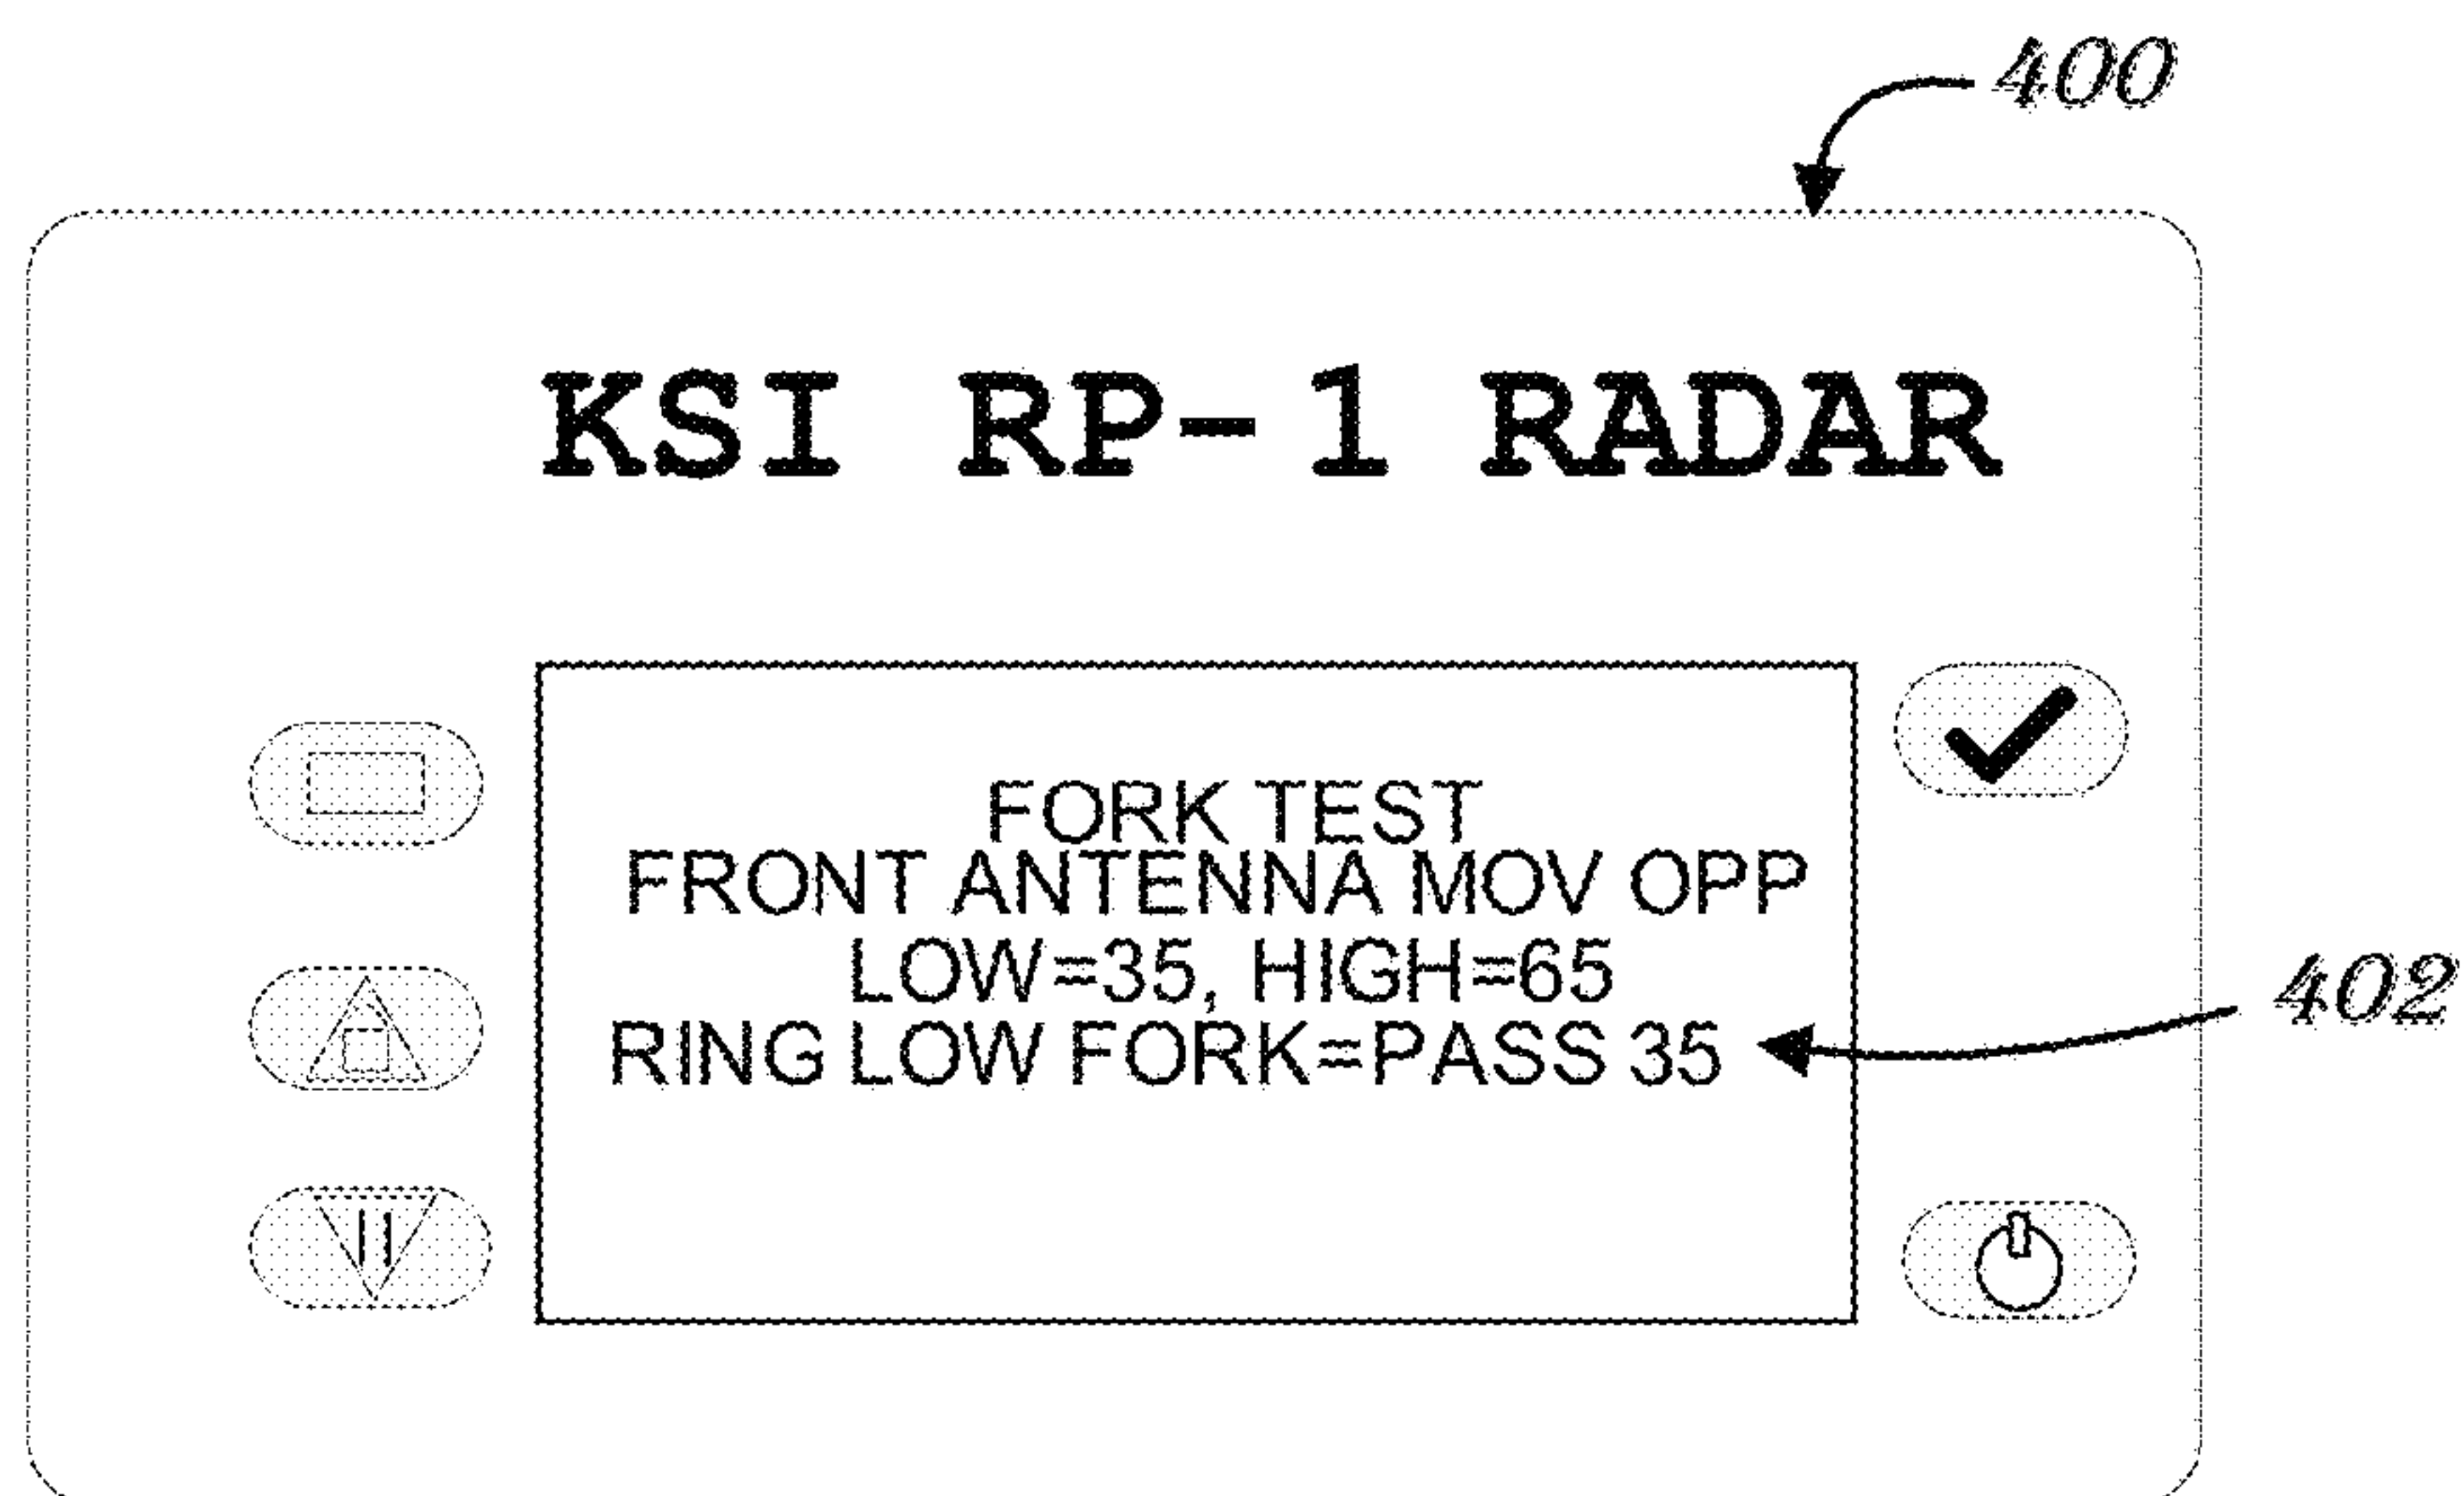 400
KSI RP-1 RADAR
FORK TEST
FRONT ANTENNA MOV OPP
LOW=35, HIGH=65
RING LOW FORK=PASS 35
402